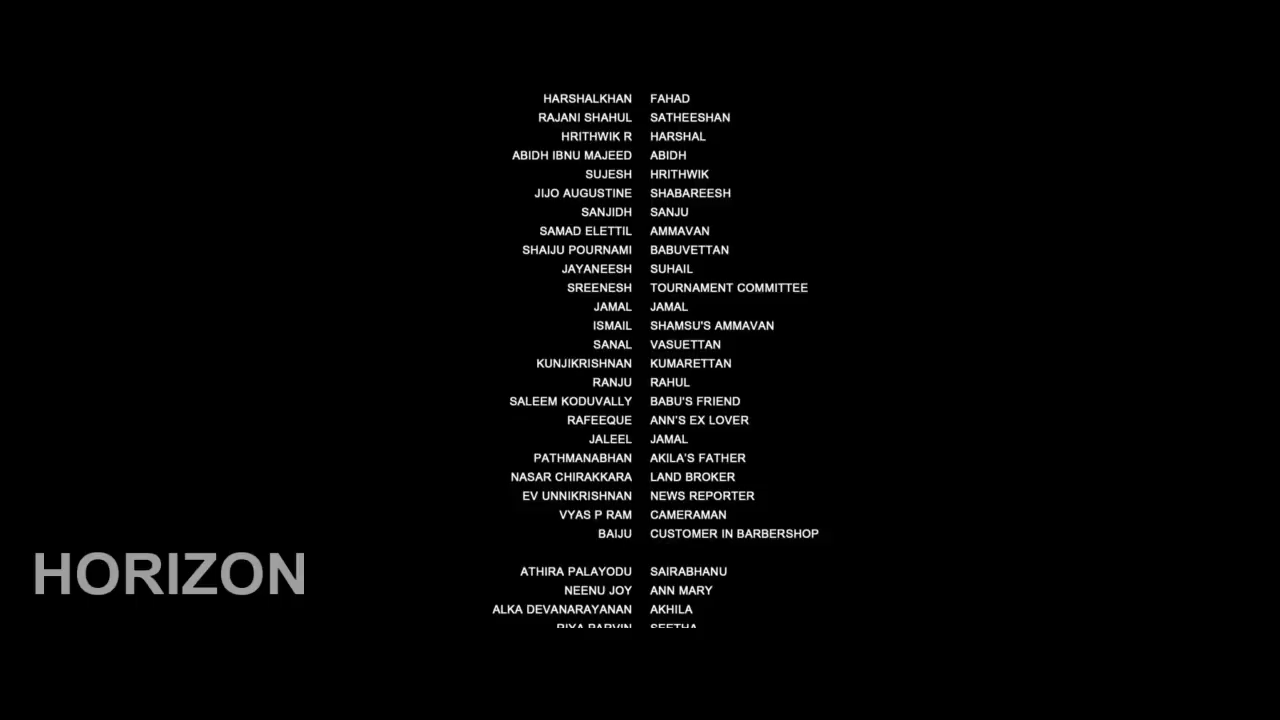 HARSHALKHAN FAHAD
RAJANI SHAHUL SATHEESHAN
HRITHWIK R HARSHAL
ABIDH IBNU MAJEED ABIDH
SUJESH HRITHWIK
JIJO AUGUSTINE SHABAREESH
SANJIDH SANJU
SAMAD ELETTIL AMMAVAN
SHAIJU POURNAMI BABUVETTAN
JAYANEESH SUHAIL
SREENESH TOURNAMENT COMMITTEE
JAMAL JAMAL
ISMAIL SHAMSU'S AMMAVAN
SANAL VASUETTAN
KUNJIKRISHNAN KUMARETTAN
RANJU RAHUL
SALEEM KODUVALLY BABU'S FRIEND
RAFEEQUE ANN'S EX LOVER
JALEEL JAMAL
PATHMANABHAN AKILA'S FATHER
NASAR CHIRAKKARA LAND BROKER
EV UNNIKRISHNAN NEWS REPORTER
VYAS P RAM CAMERAMAN
BAIJU CUSTOMER IN BARBERSHOP
ATHIRA PALAYODU SAIRABHANU
NEENU JOY ANN MARY
ALKA DEVANARAYANAN AKHILA
HORIZON